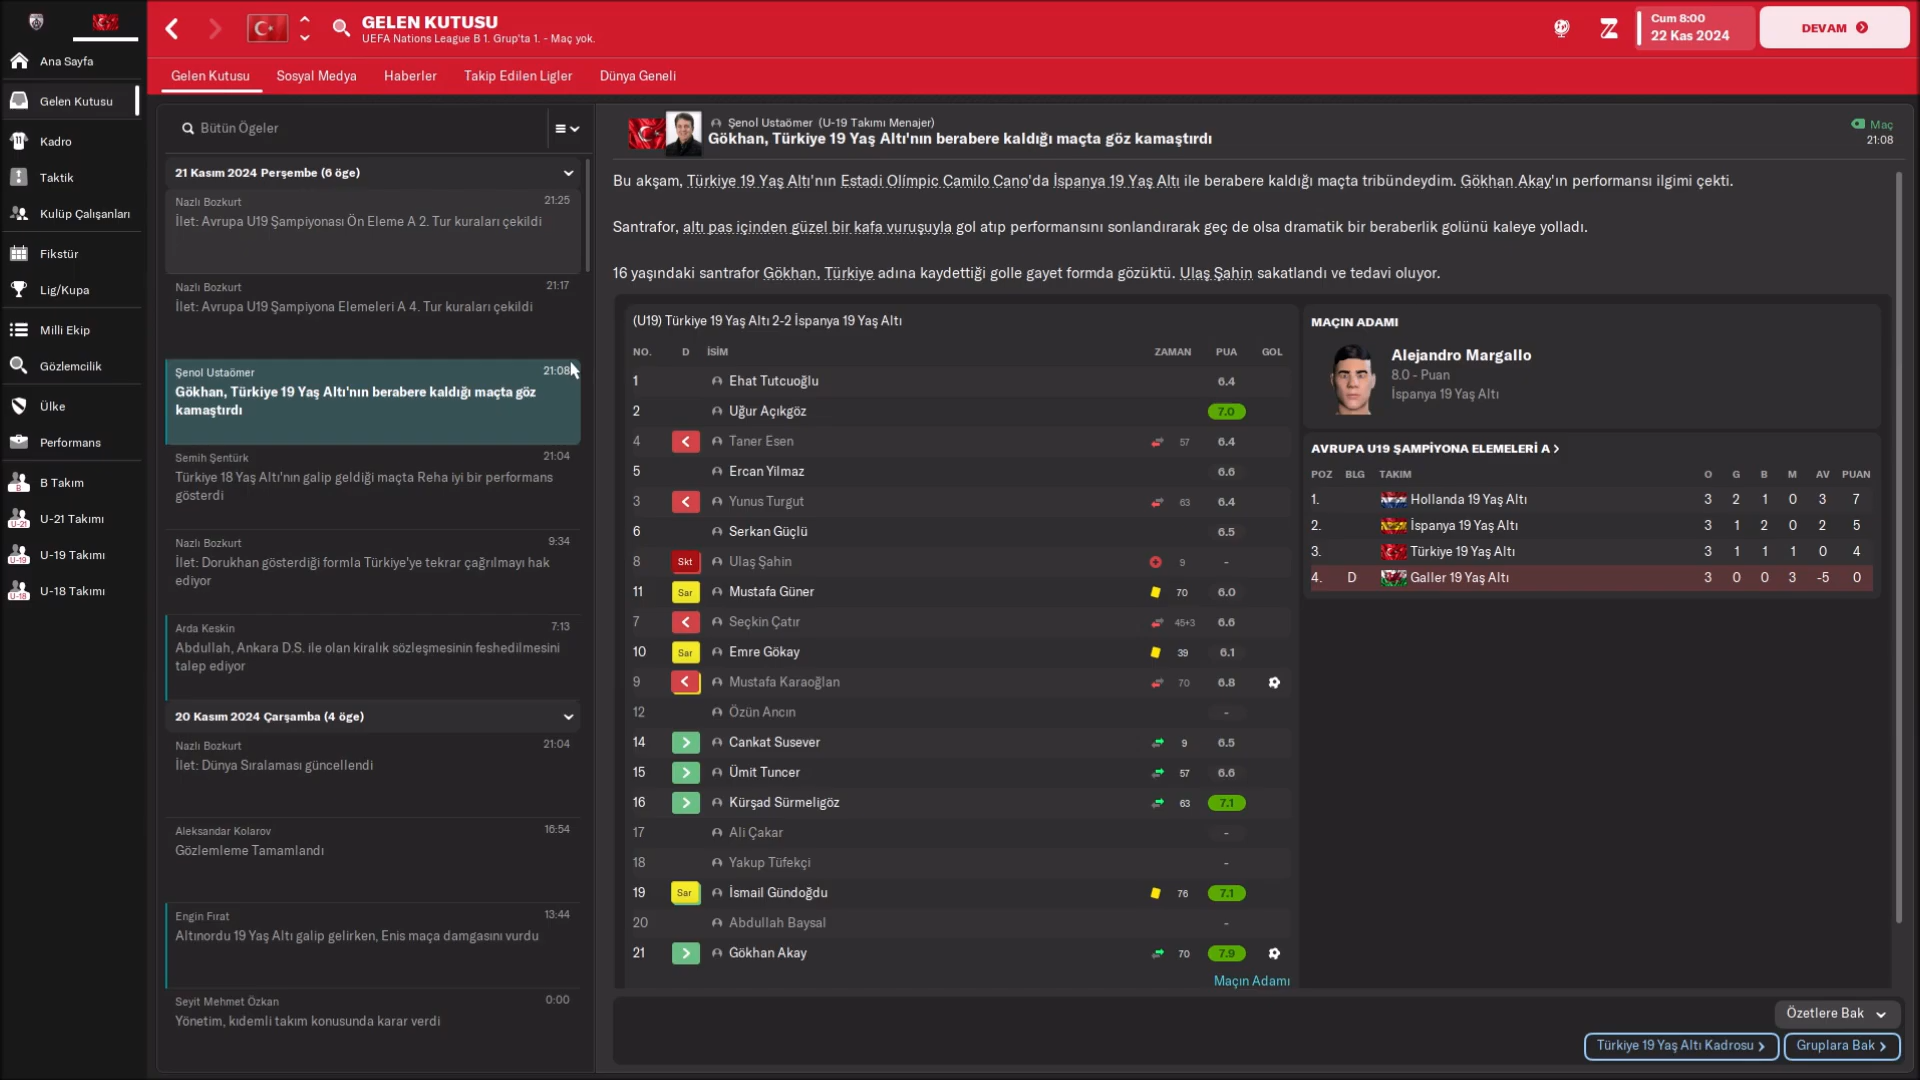 GELEN KUTUSU
UEFA Nations League B 1. Grup'ta 1. - Maç yok.
Cum 8:00
22 Kas 2024
DEVAM
Ana Sayfa
Gelen Kutusu
Kadro
Taktik
Kulüp Çalışanları
Fikstür
Lig/Kupa
Milli Ekip
Gözlemcilik
Ülke
Performans
B Takım
U-21 Takımı
U-19 Takımı
U-18 Takımı
Gelen Kutusu Sosyal Medya Haberler Takip Edilen Ligler Dünya Geneli
Bütün Ögeler
21 Kasım 2024 Perşembe (6 öge)
Nazlı Bozkurt 21:25
İlet: Avrupa U19 Şampiyonası Ön Eleme A 2. Tur kuraları çekildi
Nazlı Bozkurt 21:17
İlet: Avrupa U19 Şampiyona Elemeleri A 4. Tur kuraları çekildi
Şenol Ustaömer 21:08
Gökhan, Türkiye 19 Yaş Altı'nın berabere kaldığı maçta göz
kamaştırdı
Semih Şentürk 21:04
Türkiye 18 Yaş Altı'nın galip geldiği maçta Reha iyi bir performans
gösterdi
Nazlı Bozkurt 9:34
İlet: Dorukhan gösterdiği formla Türkiye'ye tekrar çağrılmayı hak
ediyor
Arda Keskin 7:13
Abdullah, Ankara D.S. ile olan kiralık sözleşmesinin feshedilmesini
talep ediyor
20 Kasım 2024 Çarşamba (4 öge)
Nazlı Bozkurt 21:04
İlet: Dünya Sıralaması güncellendi
Aleksandar Kolarov 16:54
Gözlemleme Tamamlandı
Engin Fırat 13:44
Altınordu 19 Yaş Altı galip gelirken, Enis maça damgasını vurdu
Seyit Mehmet Özkan 0:00
Yönetim, kıdemli takım konusunda karar verdi
Şenol Ustaömer (U-19 Takımı Menajer)
Gökhan, Türkiye 19 Yaş Altı'nın berabere kaldığı maçta göz kamaştırdı
Maç
21:08
Bu akşam, Türkiye 19 Yaş Altı'nın Estadi Olímpic Camilo Cano'da İspanya 19 Yaş Altı ile berabere kaldığı maçta tribündeydim. Gökhan Akay'ın performansı ilgimi çekti.
Santrafor, altı pas içinden güzel bir kafa vuruşuyla gol atıp performansını sonlandırarak geç de olsa dramatik bir beraberlik golünü kaleye yolladı.
16 yaşındaki santrafor Gökhan, Türkiye adına kaydettiği golle gayet formda gözüktü. Ulaş Şahin sakatlandı ve tedavi oluyor.
(U19) Türkiye 19 Yaş Altı 2-2 İspanya 19 Yaş Altı
NO. D İSİM ZAMAN PUA GOL
1 Ehat Tutcuoğlu 6.4
2 Uğur Açıkgöz 7.0
4 Taner Esen 57 6.4
5 Ercan Yilmaz 6.6
3 Yunus Turgut 63 6.4
6 Serkan Güçlü 6.5
8 Skt Ulaş Şahin 9 -
11 Sar Mustafa Güner 70 6.0
7 Seçkin Çatır 45+3 6.6
10 Sar Emre Gökay 39 6.1
9 Mustafa Karaoğlan 70 6.8
12 Özün Ancın -
14 Cankat Susever 9 6.5
15 Ümit Tuncer 57 6.6
16 Kürşad Sürmeligöz 63 7.1
17 Ali Çakar -
18 Yakup Tüfekçi -
19 Sar İsmail Gündoğdu 76 7.1
20 Abdullah Baysal -
21 Gökhan Akay 70 7.9
Maçın Adamı
MAÇIN ADAMI
Alejandro Margallo
8.0 - Puan
İspanya 19 Yaş Altı
AVRUPA U19 ŞAMPİYONA ELEMELERİ A >
POZ BLG TAKIM O G B M AV PUAN
1. Hollanda 19 Yaş Altı 3 2 1 0 3 7
2. İspanya 19 Yaş Altı 3 1 2 0 2 5
3. Türkiye 19 Yaş Altı 3 1 1 1 0 4
4. D Galler 19 Yaş Altı 3 0 0 3 -5 0
Özetlere Bak
Türkiye 19 Yaş Altı Kadrosu >
Gruplara Bak >